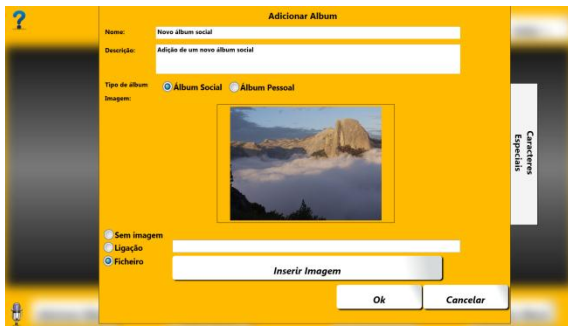 ?
Adicionar Album
Nome: Novo álbum social
Descrição: Adição de um novo álbum social
Tipo de álbum Álbum Social Álbum Pessoal
Imagem:
Caracteres
Especiais
Sem imagem
Ligação
Ficheiro
Inserir Imagem
Ok Cancelar